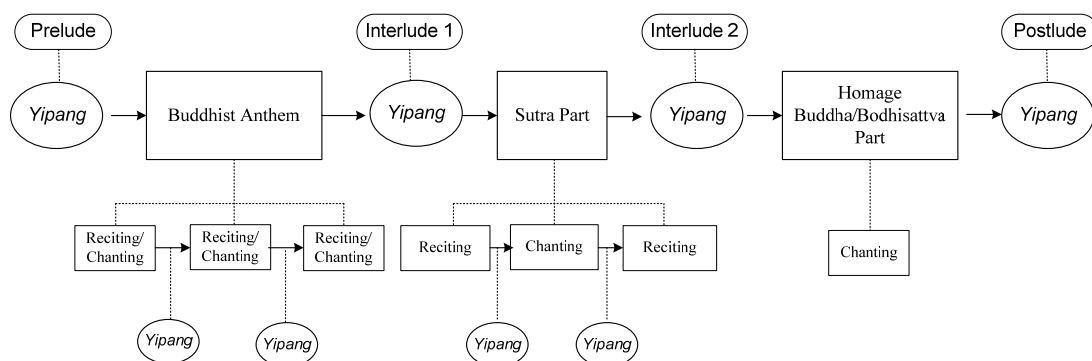 Prelude
Interlude 1
Interlude 2
Postlude
Yipang
Buddhist Anthem
Yipang
Sutra Part
Yipang
Homage
Buddha/Bodhisattva
Part
Yipang
Reciting/
Chanting
Reciting/
Chanting
Reciting/
Chanting
Reciting
Chanting
Reciting
Chanting
Yipang
Yipang
Yipang
Yipang